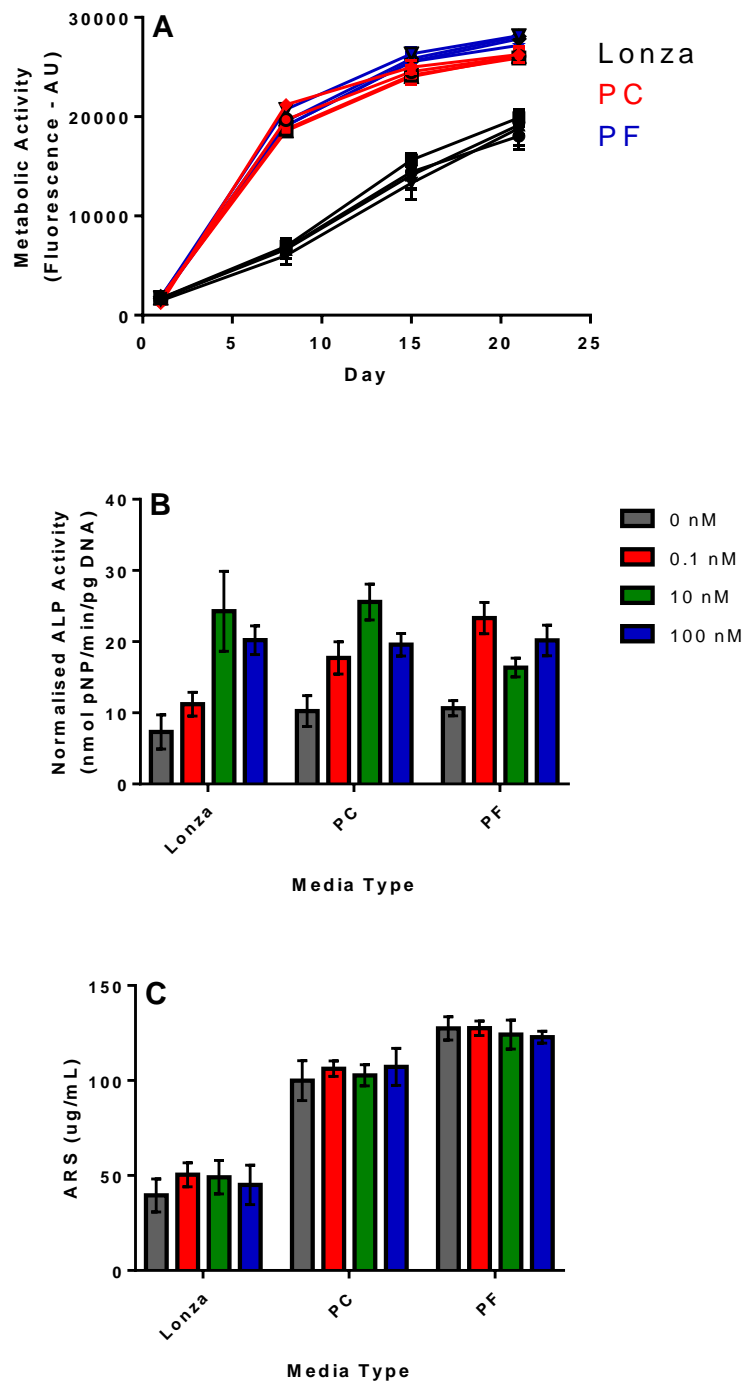 A
30000
20000
10000
0
Metabolic Activity
(Fluorescence - AU)
0 5 10 15 20 25
Day
Lonza
PC
PF
B
40
30
20
10
0
Normalised ALP Activity
(nmol pNP/min/pg DNA)
Lonza PC PF
Media Type
0 nM
0.1 nM
10 nM
100 nM
C
150
100
50
0
ARS (ug/mL)
Lonza PC PF
Media Type